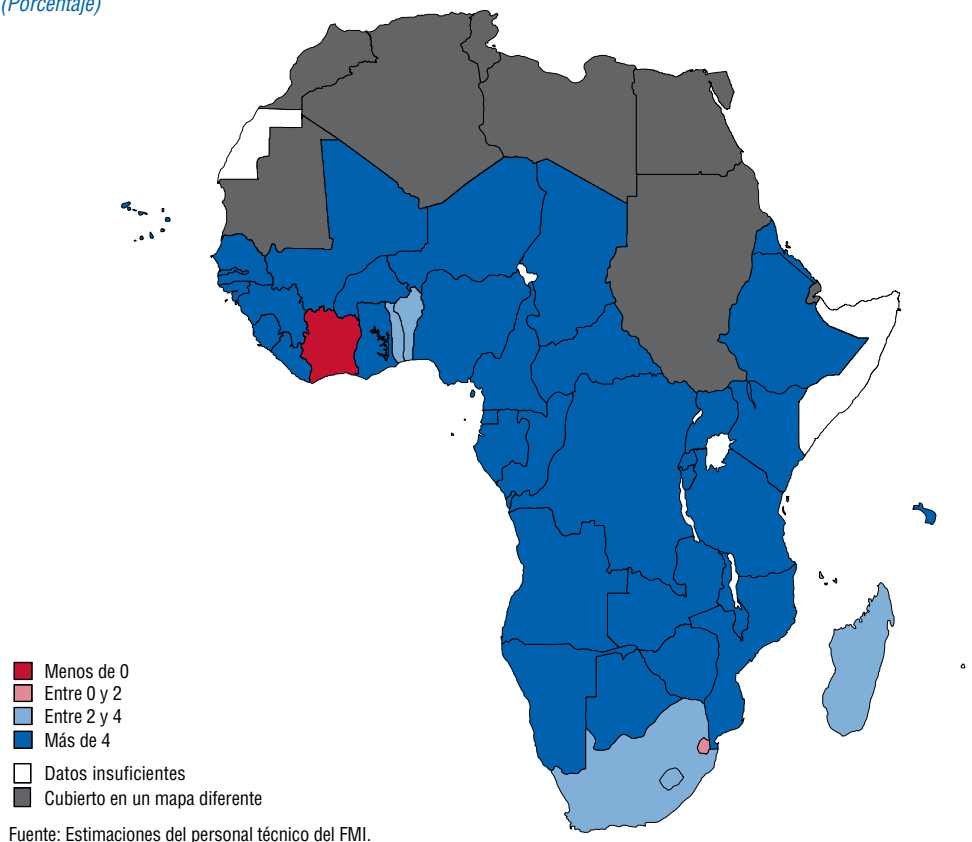 (Porcentaje)
Menos de 0
Entre 0 y 2
Entre 2 y 4
Más de 4
Datos insuficientes
Cubierto en un mapa diferente
Fuente: Estimaciones del personal técnico del FMI.